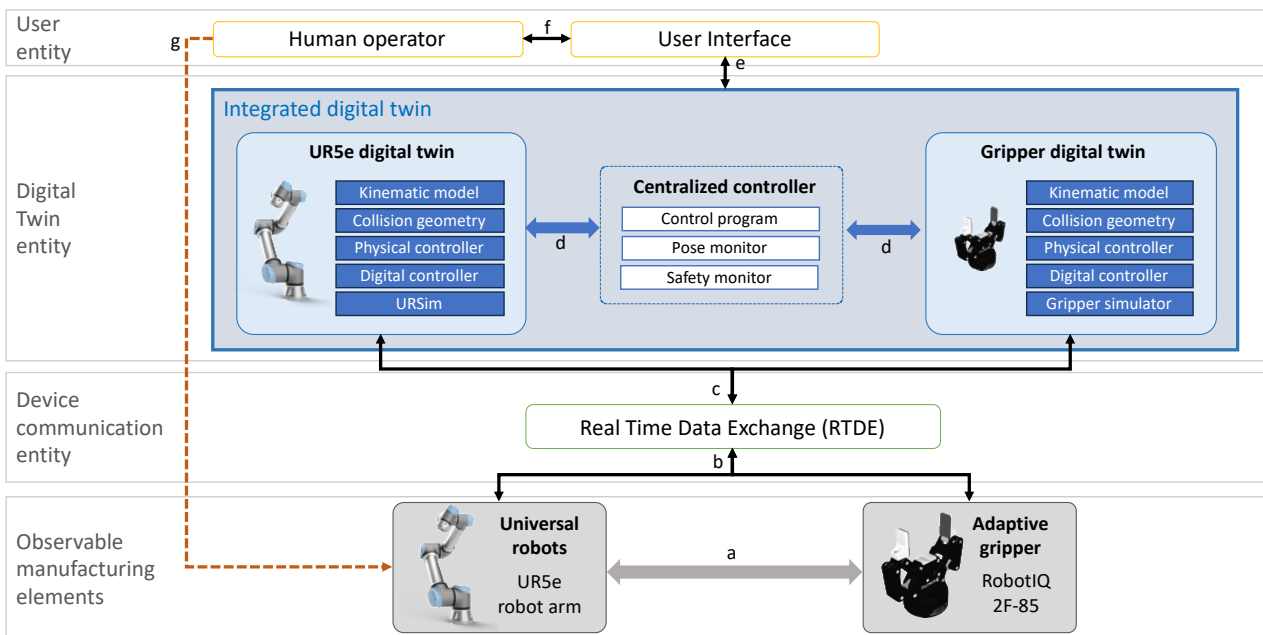 User
entity
g
Human operator
f
User Interface
e
Digital
Twin
entity
Integrated digital twin
UR5e digital twin
Kinematic model
Collision geometry
Physical controller
Digital controller
URSim
d
Centralized controller
Control program
Pose monitor
Safety monitor
d
Gripper digital twin
Kinematic model
Collision geometry
Physical controller
Digital controller
Gripper simulator
Device
communication
entity
c
Real Time Data Exchange (RTDE)
b
Observable
manufacturing
elements
Universal
robots
UR5e
robot arm
a
Adaptive
gripper
RobotIQ
2F-85